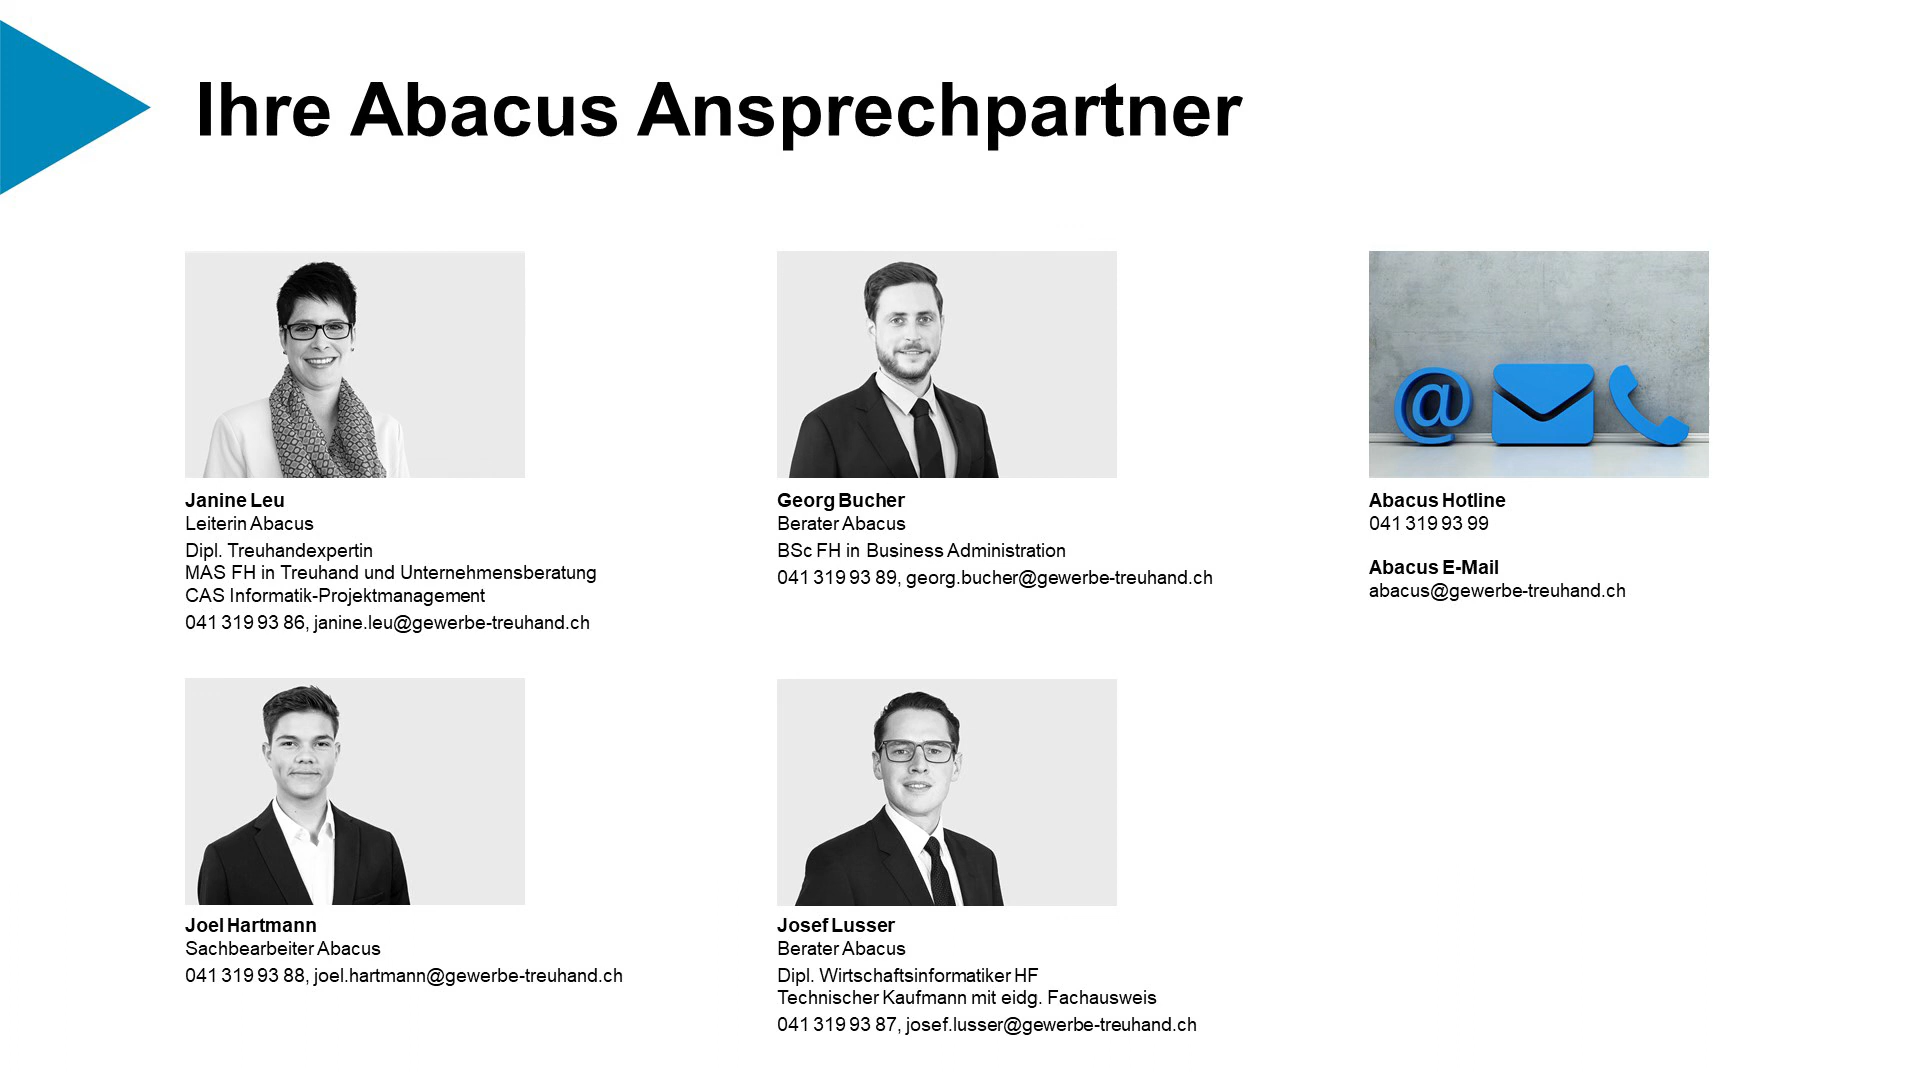 Ihre Abacus Ansprechpartner
Janine Leu
Leiterin Abacus
Dipl. Treuhandexpertin
MAS FH in Treuhand und Unternehmensberatung
CAS Informatik-Projektmanagement
041 319 93 86, janine.leu@gewerbe-treuhand.ch
Georg Bucher
Berater Abacus
BSc FH in Business Administration
041 319 93 89, georg.bucher@gewerbe-treuhand.ch
@
Abacus Hotline
041 319 93 99
Abacus E-Mail
abacus@gewerbe-treuhand.ch
Joel Hartmann
Sachbearbeiter Abacus
041 319 93 88, joel.hartmann@gewerbe-treuhand.ch
Josef Lusser
Berater Abacus
Dipl. Wirtschaftsinformatiker HF
Technischer Kaufmann mit eidg. Fachausweis
041 319 93 87, josef.lusser@gewerbe-treuhand.ch